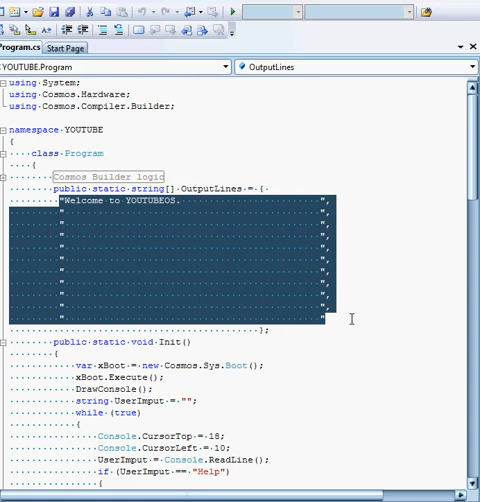 Program.cs Start Page
YOUTUBE.Program OutputLines
using System;
using Cosmos.Hardware;
using Cosmos.Compiler.Builder;
namespace YOUTUBE
{
class Program
{
Cosmos Builder logic
public static string[] OutputLines = {
"Welcome to YOUTUBEOS. ",
" ",
" ",
" ",
" ",
" ",
" ",
" ",
" ",
" ",
" "
};
public static void Init()
{
var xBoot = new Cosmos.Sys.Boot();
xBoot.Execute();
DrawConsole();
string UserImput = "";
while (true)
{
Console.CursorTop = 18;
Console.CursorLeft = 10;
UserImput = Console.ReadLine();
if (UserImput == "Help")
{